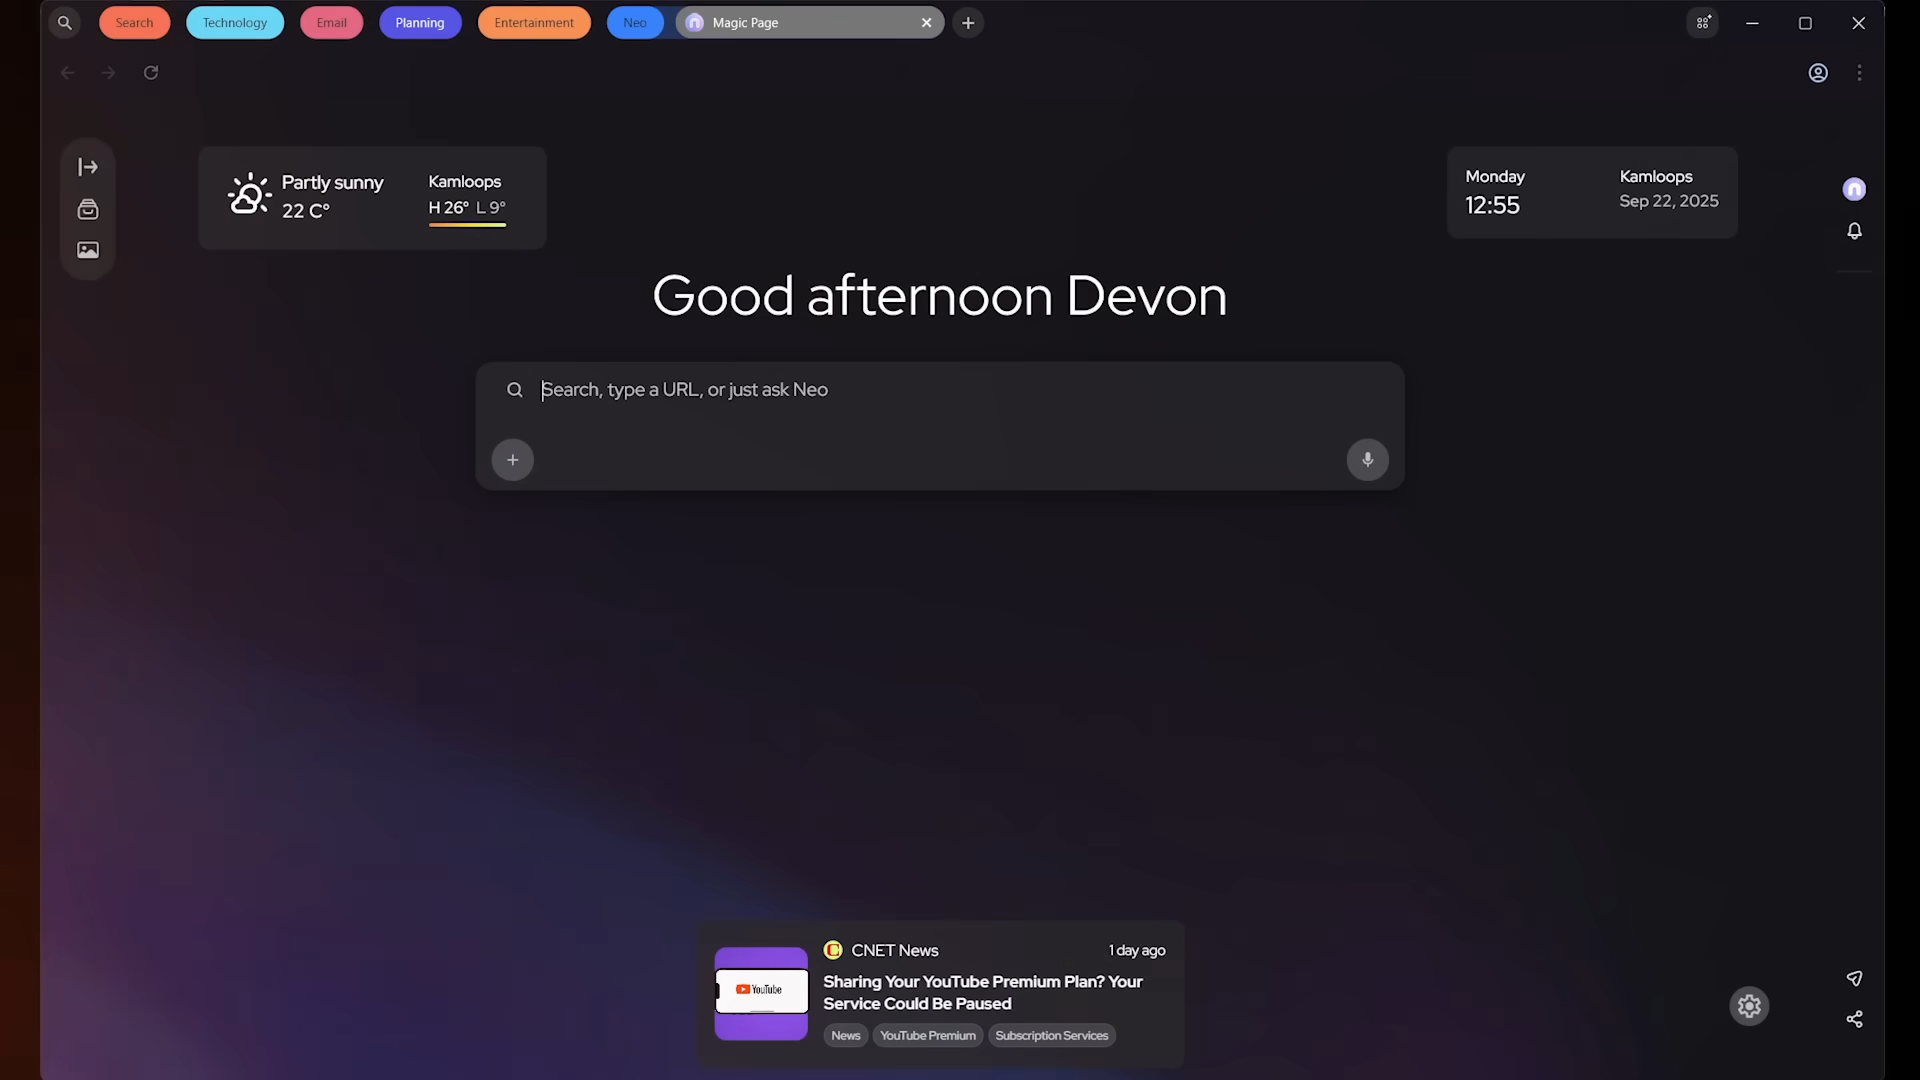 Search
Technology
Email
Planning
Entertainment
Neo
Magic Page
Partly sunny
22 C°
Kamloops
H 26° L 9°
Monday
12:55
Kamloops
Sep 22, 2025
Good afternoon Devon
Search, type a URL, or just ask Neo
CNET News
1 day ago
YouTube
Sharing Your YouTube Premium Plan? Your
Service Could Be Paused
News
YouTube Premium
Subscription Services